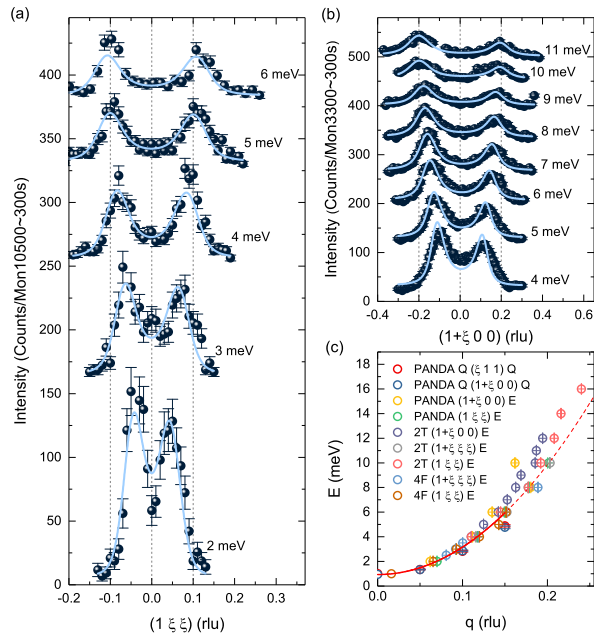 (a)
Intensity (Counts/Mon10500~300s)
400
350
300
250
200
150
100
50
0
6 meV
5 meV
4 meV
3 meV
2 meV
-0.2 -0.1 0.0 0.1 0.2 0.3
(1 ξ ξ) (rlu)
(b)
Intensity (Counts/Mon3300~300s)
500
400
300
200
100
0
11 meV
10 meV
9 meV
8 meV
7 meV
6 meV
5 meV
4 meV
-0.4 -0.2 0.0 0.2 0.4 0.6
(1+ξ 0 0) (rlu)
(c)
E (meV)
18
16
14
12
10
8
6
4
2
0
PANDA Q (ξ 1 1) Q
PANDA Q (1+ξ 0 0) Q
PANDA (1+ξ 0 0) E
PANDA (1 ξ ξ) E
2T (1+ξ 0 0) E
2T (1+ξ ξ ξ) E
2T (1 ξ ξ) E
4F (1+ξ ξ ξ) E
4F (1 ξ ξ) E
0.0 0.1 0.2
q (rlu)